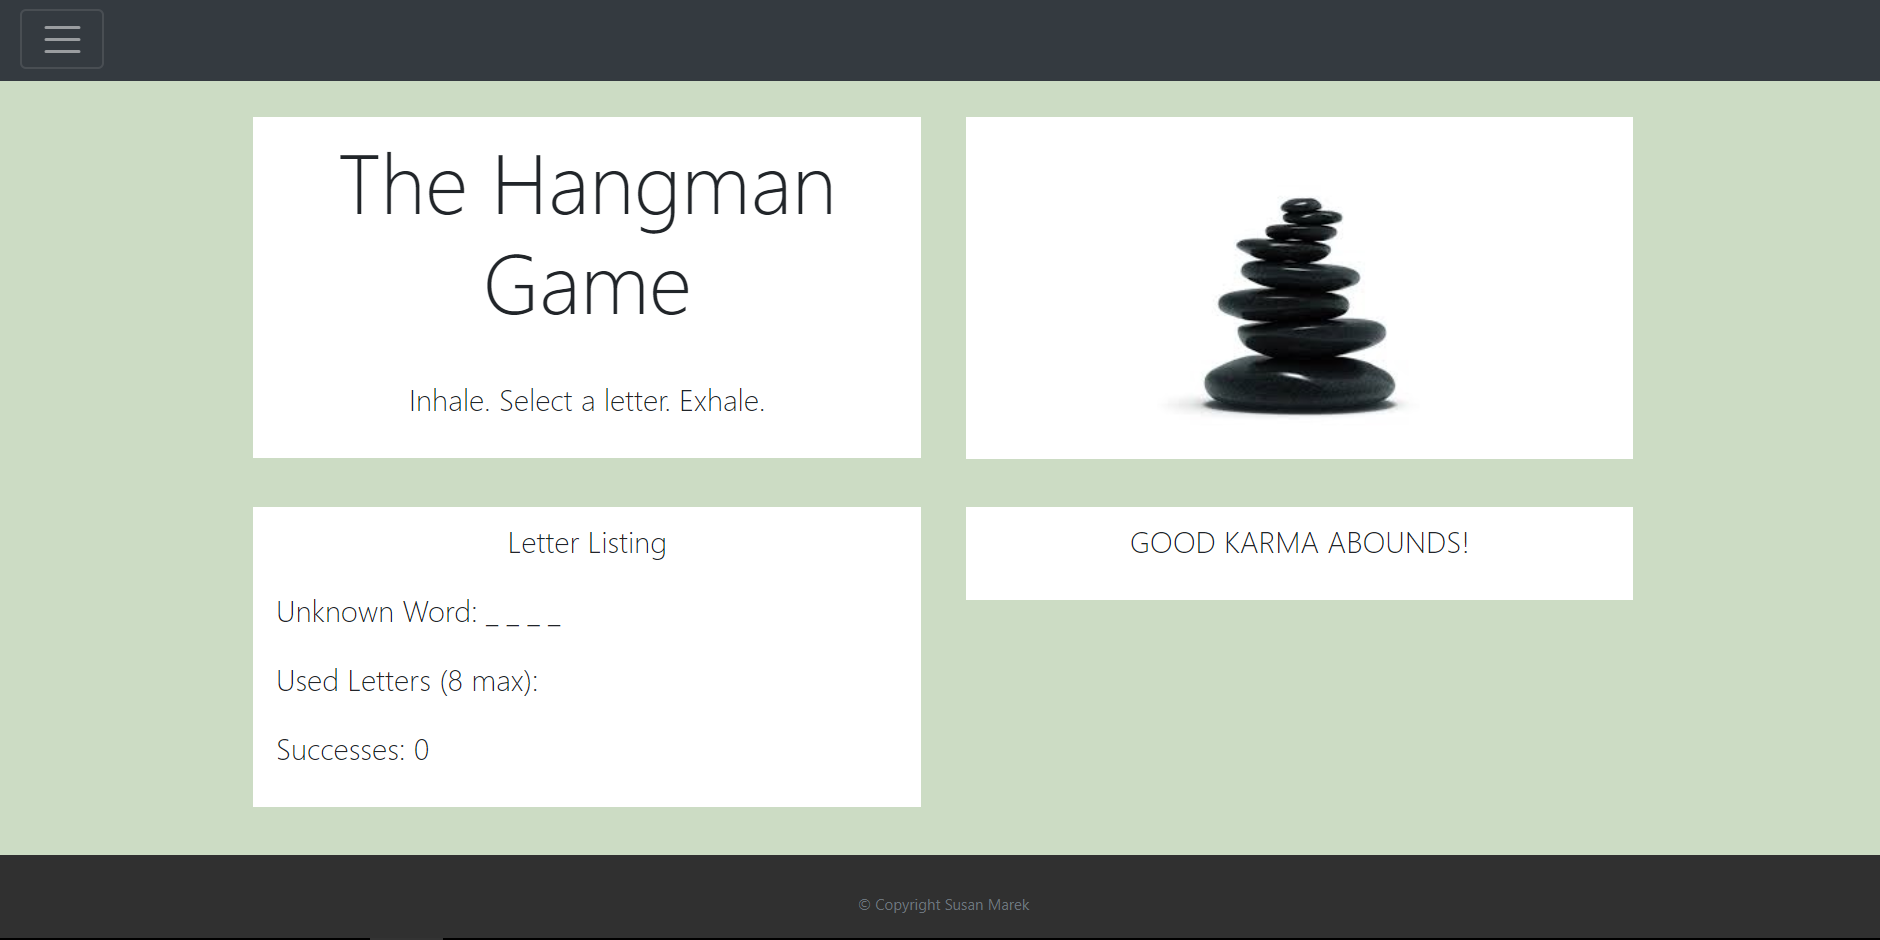 The Hangman
Game
Inhale. Select a letter. Exhale.
Letter Listing
Unknown Word: _ _ _ _
Used Letters (8 max):
Successes: 0
GOOD KARMA ABOUNDS!
© Copyright Susan Marek